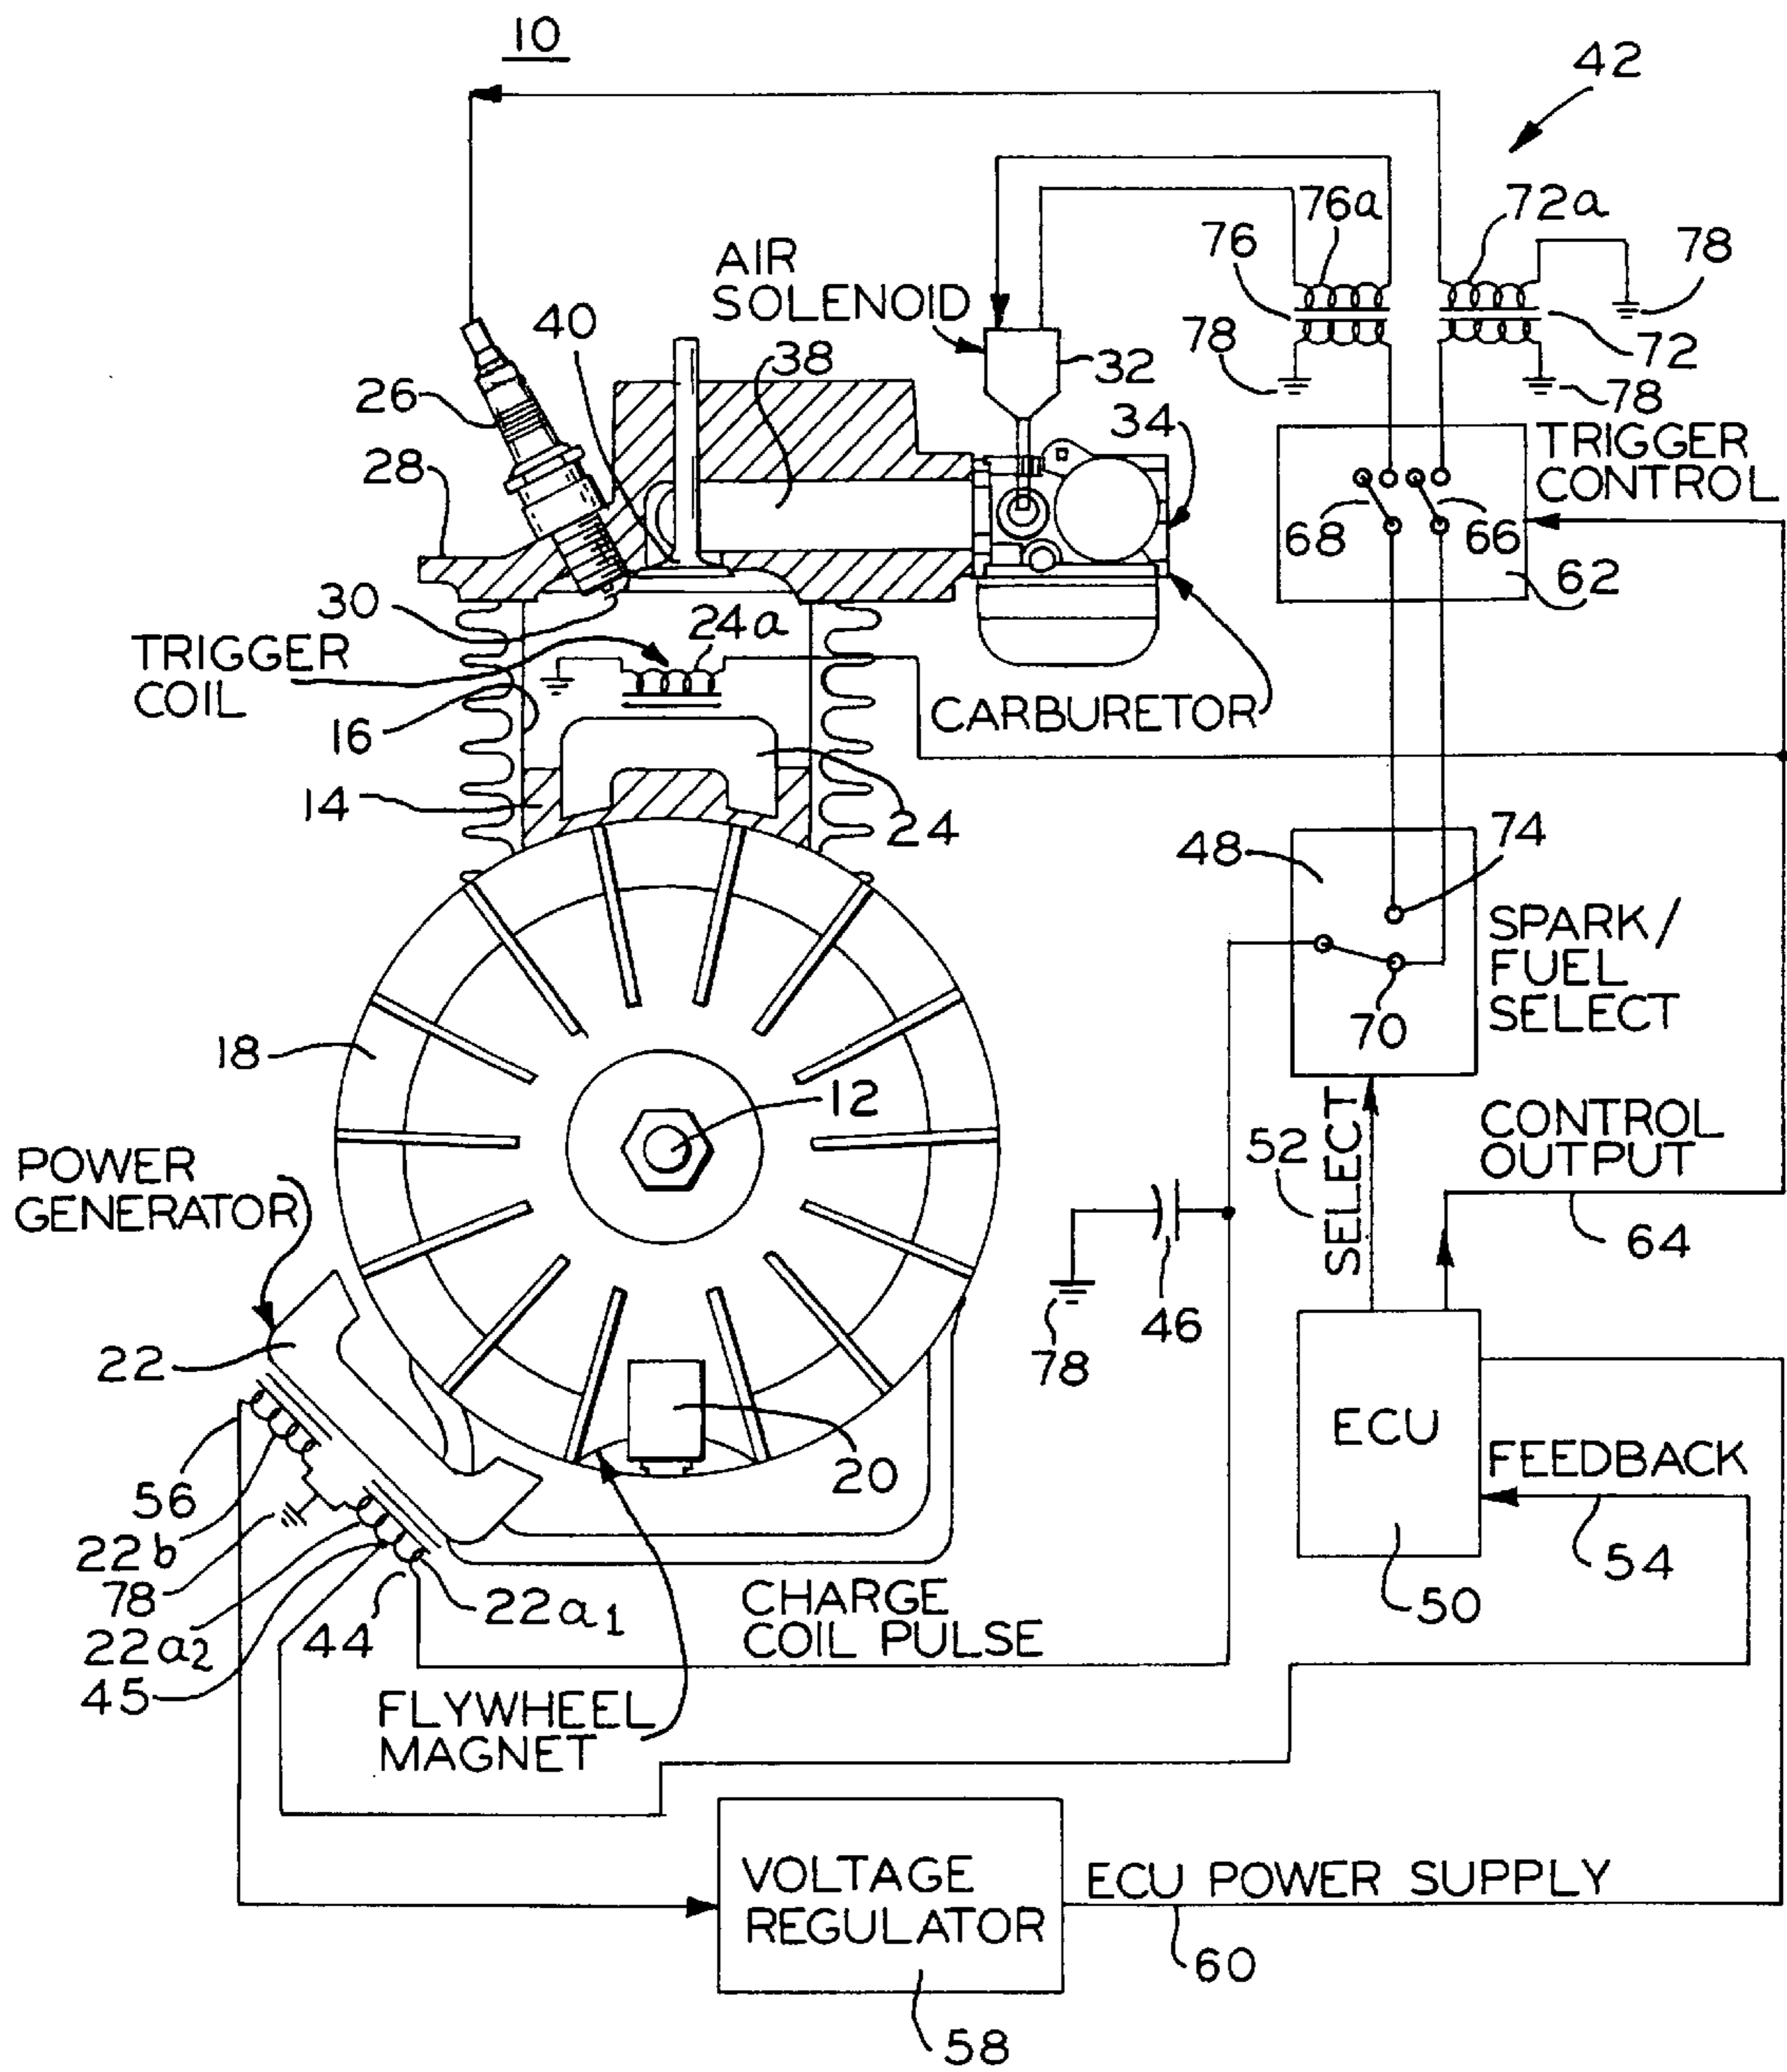 10
42
76a
72a
AIR
SOLENOID
76
78
40
38
78
32
72
26
34
78
TRIGGER
CONTROL
28
68
66
62
30
24a
TRIGGER
COIL
16
CARBURETOR
14
24
48
74
SPARK/
FUEL
SELECT
70
18
12
52
SELECT
CONTROL
OUTPUT
POWER
GENERATOR
64
46
78
22
ECU
FEEDBACK
20
56
22b
54
78
22a2
44
22a1
CHARGE
COIL PULSE
50
45
FLYWHEEL
MAGNET
VOLTAGE
REGULATOR
ECU POWER SUPPLY
60
58